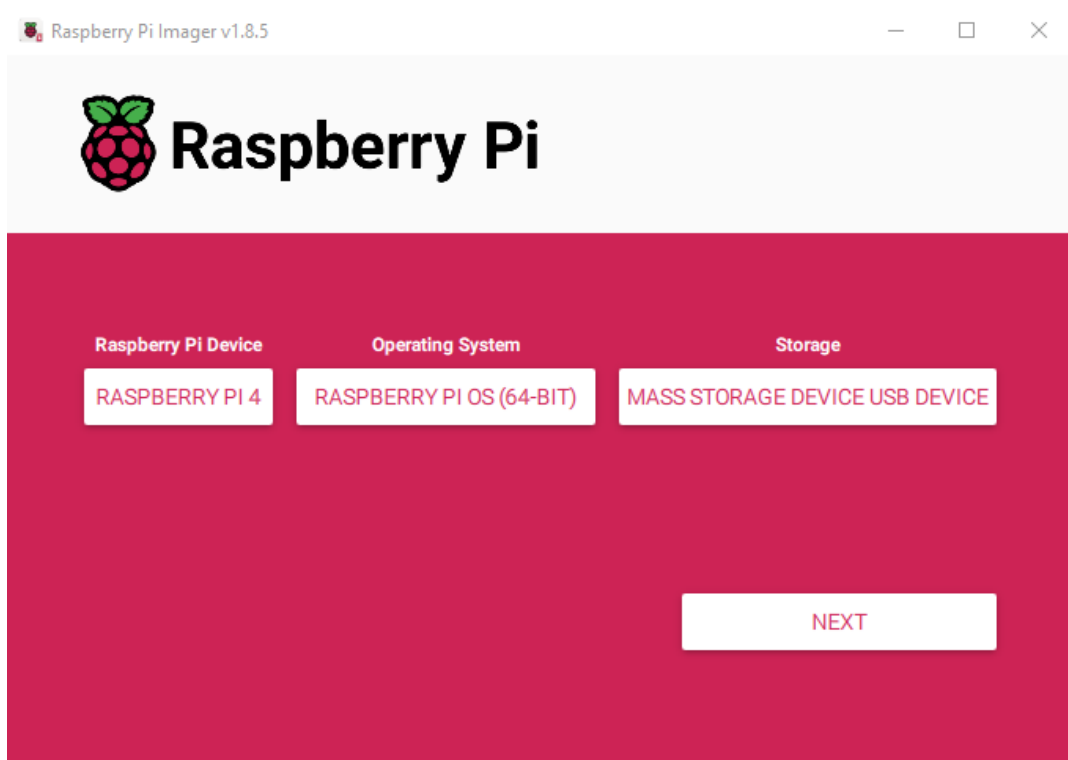 Raspberry Pi Imager v1.8.5
Raspberry Pi
Raspberry Pi Device
Operating System
Storage
RASPBERRY PI 4
RASPBERRY PI OS (64-BIT)
MASS STORAGE DEVICE USB DEVICE
NEXT